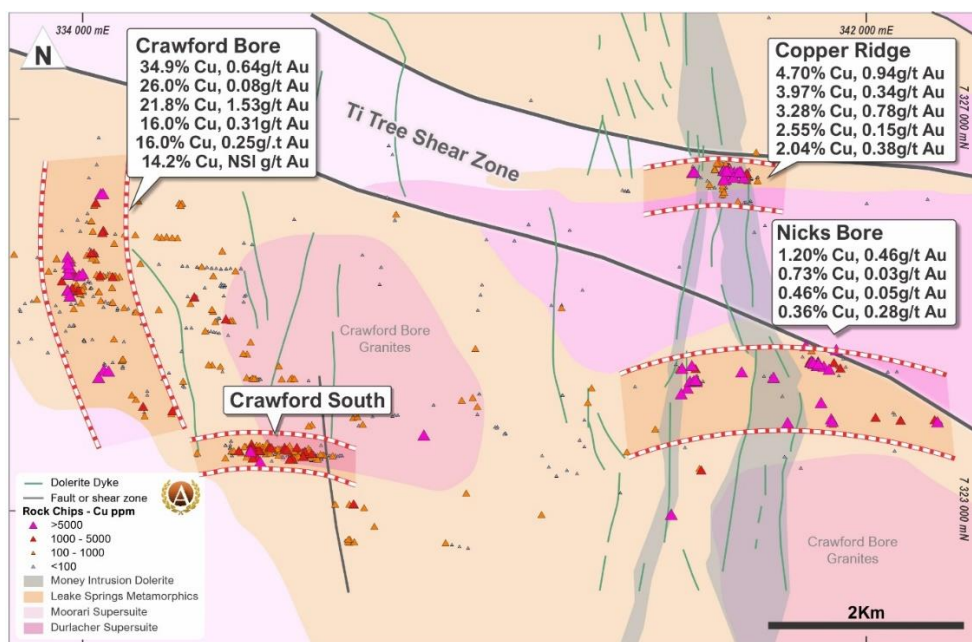 334 000 mE
342 000 mE
N
Crawford Bore
34.9% Cu, 0.64g/t Au
26.0% Cu, 0.08g/t Au
21.8% Cu, 1.53g/t Au
16.0% Cu, 0.31g/t Au
16.0% Cu, 0.25g/.t Au
14.2% Cu, NSI g/t Au
Copper Ridge
4.70% Cu, 0.94g/t Au
3.97% Cu, 0.34g/t Au
3.28% Cu, 0.78g/t Au
2.55% Cu, 0.15g/t Au
2.04% Cu, 0.38g/t Au
7 327 000 mN
Ti Tree Shear Zone
Nicks Bore
1.20% Cu, 0.46g/t Au
0.73% Cu, 0.03g/t Au
0.46% Cu, 0.05g/t Au
0.36% Cu, 0.28g/t Au
Crawford Bore
Granites
Crawford South
Dolerite Dyke
Fault or shear zone
Rock Chips - Cu ppm
>5000
1000 - 5000
100 - 1000
<100
Money Intrusion Dolerite
Leake Springs Metamorphics
Moorari Supersuite
Durlacher Supersuite
A
7 323 000 mN
Crawford Bore
Granites
2Km